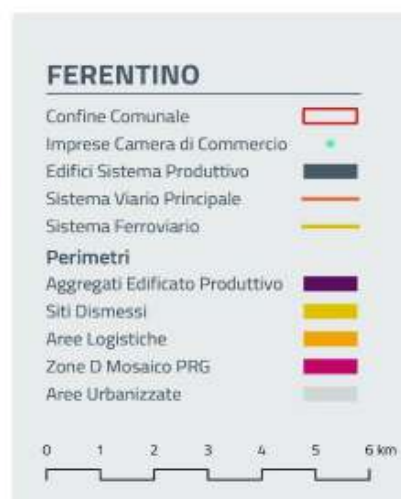 FERENTINO
Confine Comunale
Imprese Camera di Commercio
Edifici Sistema Produttivo
Sistema Viario Principale
Sistema Ferroviario
Perimetri
Aggregati Edificato Produttivo
Siti Dismessi
Aree Logistiche
Zone D Mosaico PRG
Aree Urbanizzate
0 1 2 3 4 5 6 km